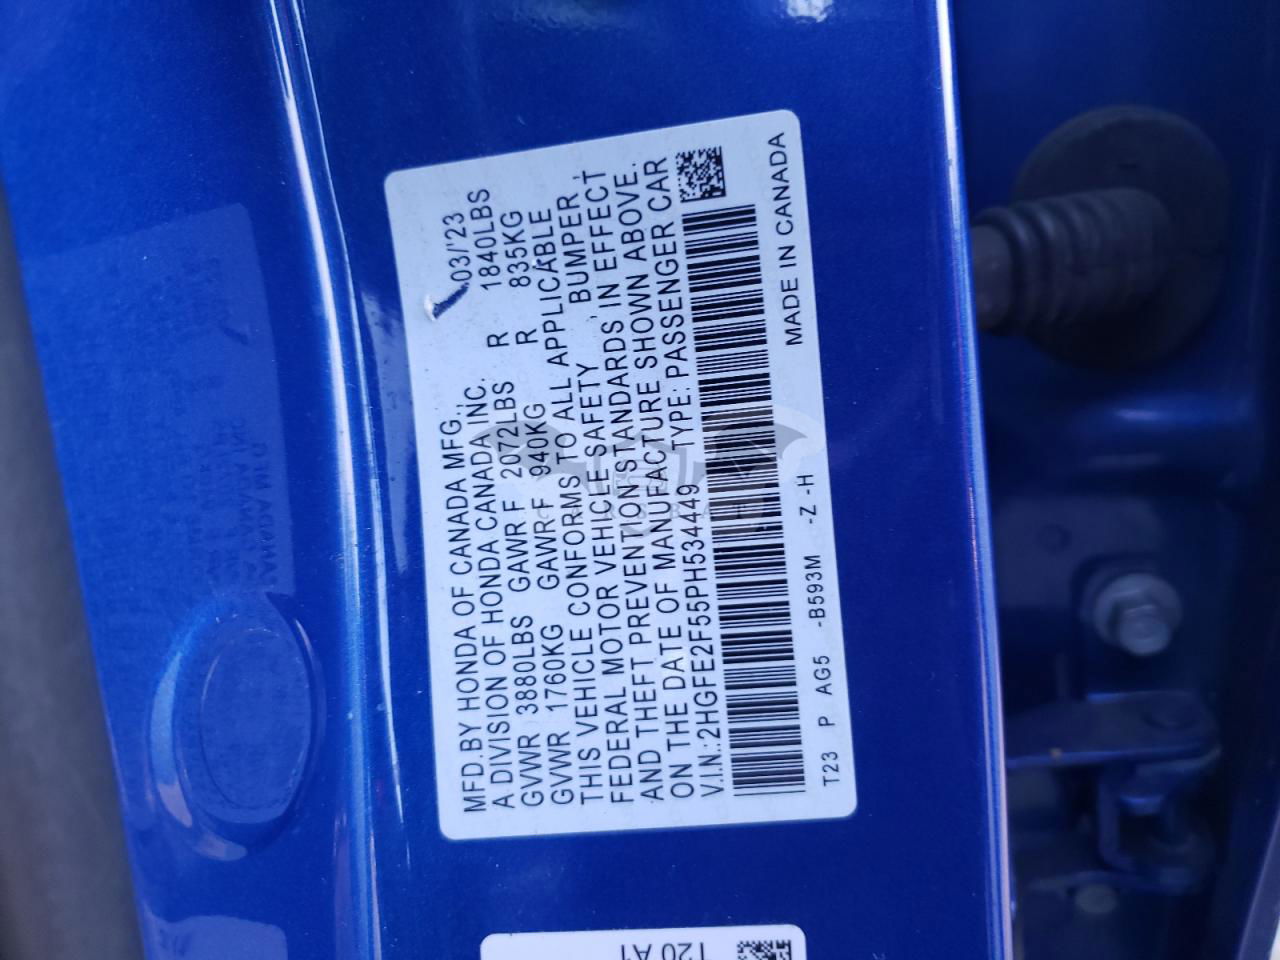 MFD.BY HONDA OF CANADA MFG., 03/'23
A DIVISION OF HONDA CANADA INC.
GVWR 3880LBS GAWR F 2072LBS R 1840LBS
GVWR 1760KG GAWR F 940KG R 835KG
THIS VEHICLE CONFORMS TO ALL APPLICABLE
FEDERAL MOTOR VEHICLE SAFETY, BUMPER,
AND THEFT PREVENTION STANDARDS IN EFFECT
ON THE DATE OF MANUFACTURE SHOWN ABOVE.
V.I.N.:2HGFE2F55PH534449 TYPE: PASSENGER CAR
MADE IN CANADA
T23 P AG5 -B593M -Z -H
T20 A1